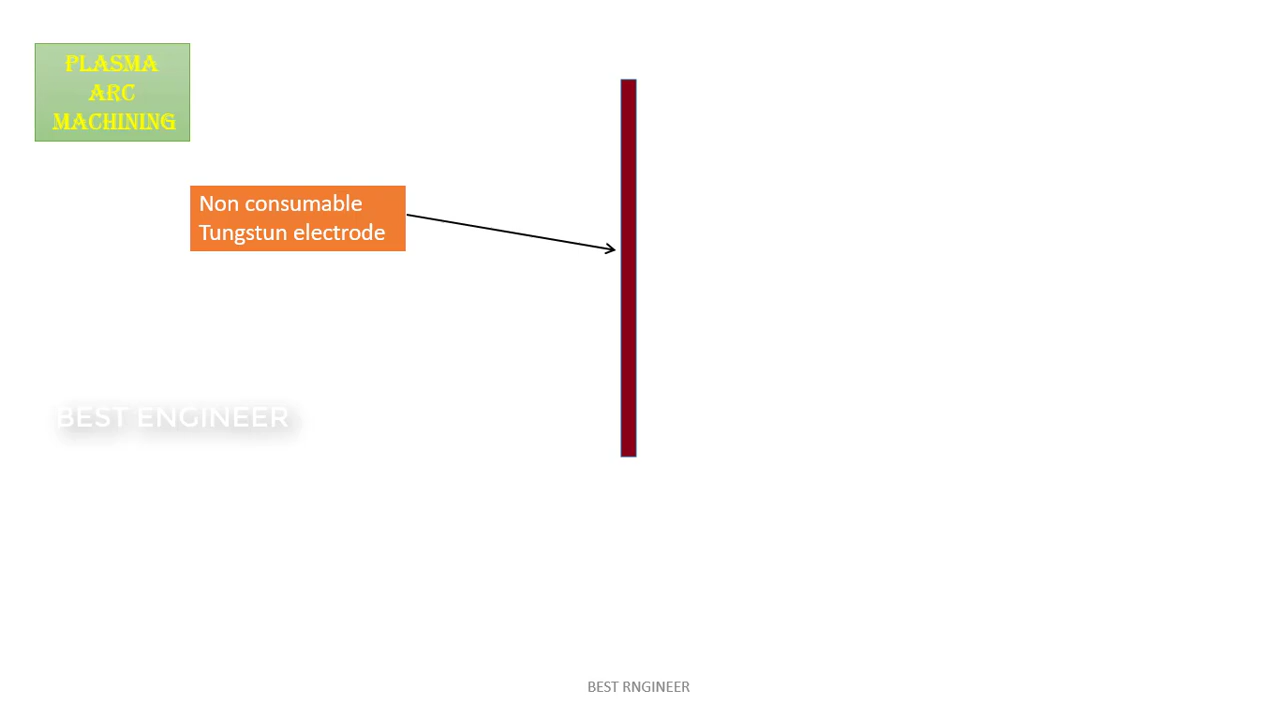 PLASMA
ARC
MACHINING
Non consumable
Tungstun electrode
BEST ENGINEER
BEST RNGINEER